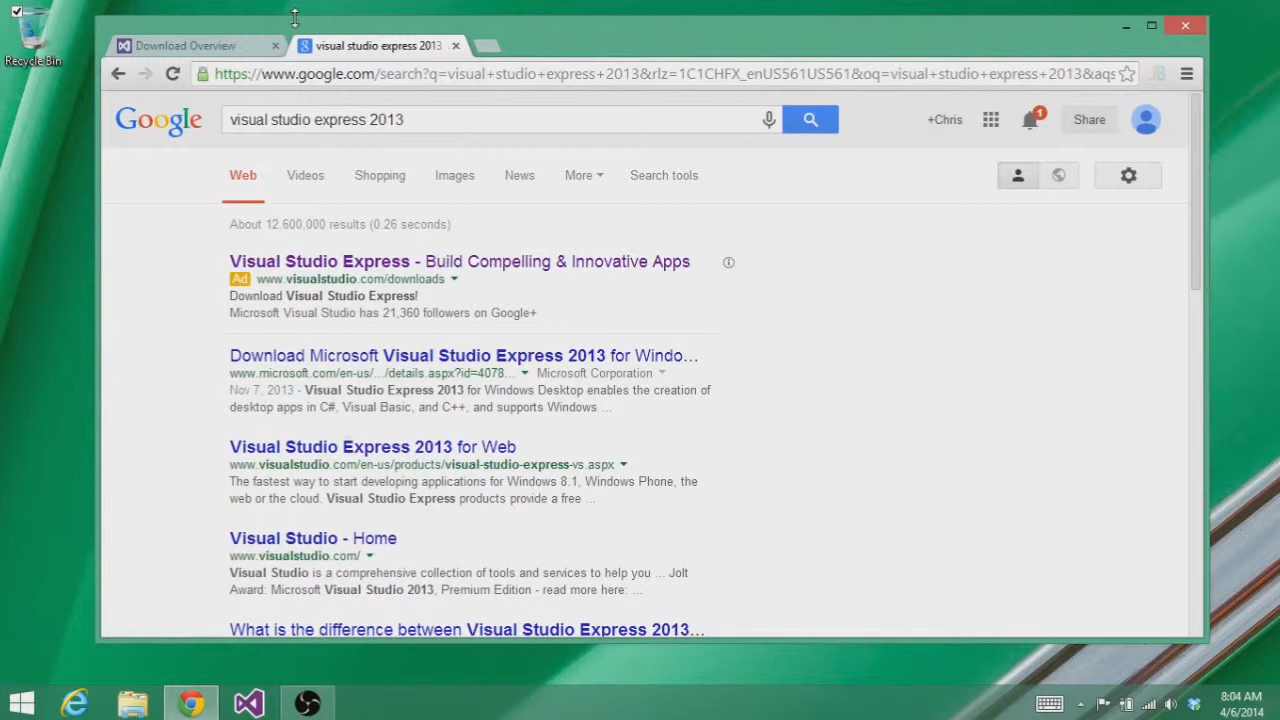 Recycle Bin
Download Overview
visual studio express 2013
https://www.google.com/search?q=visual+studio+express+2013&rlz=1C1CHFX_enUS561US561&oq=visual+studio+express+2013&aqs
Google
visual studio express 2013
+Chris
1
Share
Web
Videos
Shopping
Images
News
More
Search tools
About 12,600,000 results (0.26 seconds)
Visual Studio Express - Build Compelling & Innovative Apps
Ad www.visualstudio.com/downloads
Download Visual Studio Express!
Microsoft Visual Studio has 21,360 followers on Google+
Download Microsoft Visual Studio Express 2013 for Windo...
www.microsoft.com/en-us/.../details.aspx?id=4078... Microsoft Corporation
Nov 7, 2013 - Visual Studio Express 2013 for Windows Desktop enables the creation of
desktop apps in C#, Visual Basic, and C++, and supports Windows ...
Visual Studio Express 2013 for Web
www.visualstudio.com/en-us/products/visual-studio-express-vs.aspx
The fastest way to start developing applications for Windows 8.1, Windows Phone, the
web or the cloud. Visual Studio Express products provide a free ...
Visual Studio - Home
www.visualstudio.com/
Visual Studio is a comprehensive collection of tools and services to help you ... Jolt
Award: Microsoft Visual Studio 2013, Premium Edition - read more here: ...
What is the difference between Visual Studio Express 2013...
8:04 AM
4/6/2014